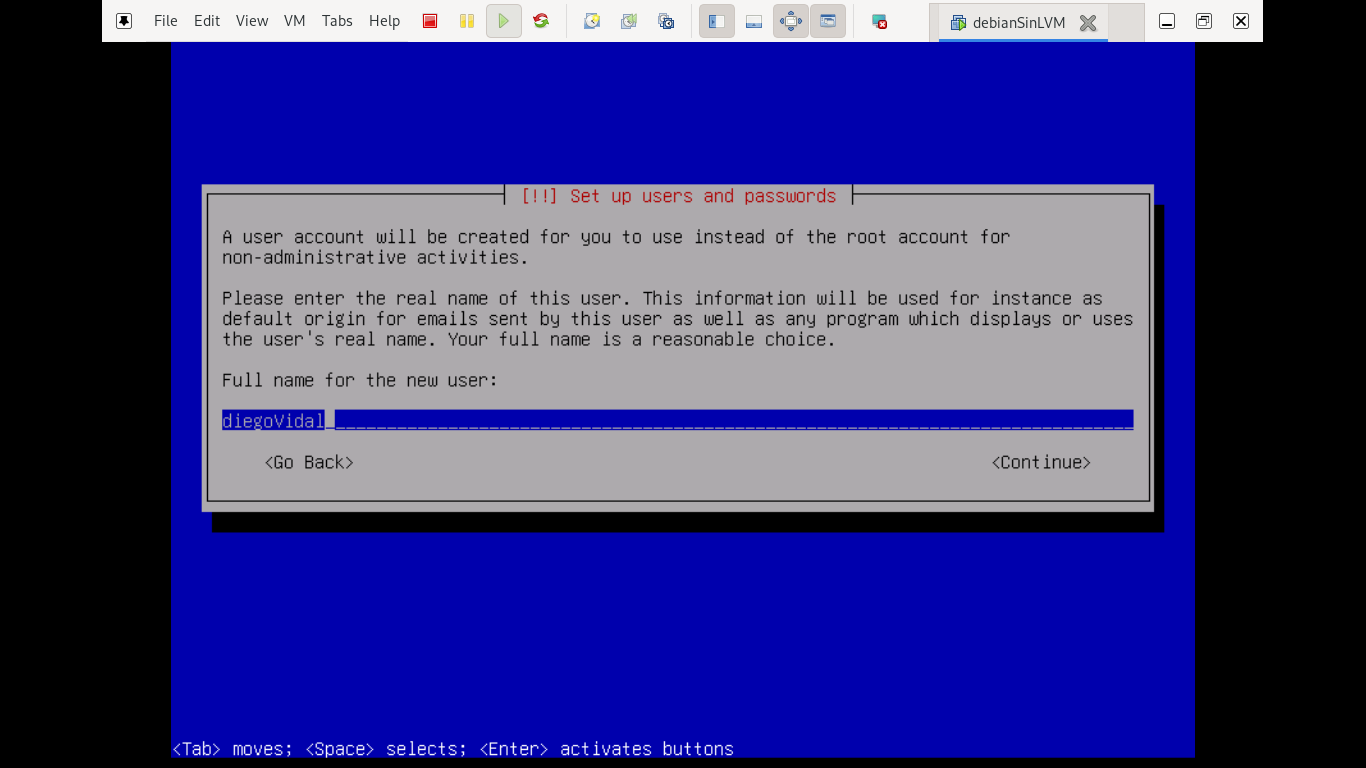 File Edit View VM Tabs Help debianSinLVM
[!!] Set up users and passwords
A user account will be created for you to use instead of the root account for
non-administrative activities.
Please enter the real name of this user. This information will be used for instance as
default origin for emails sent by this user as well as any program which displays or uses
the user's real name. Your full name is a reasonable choice.
Full name for the new user:
diegoVidal
<Go Back> <Continue>
<Tab> moves; <Space> selects; <Enter> activates buttons